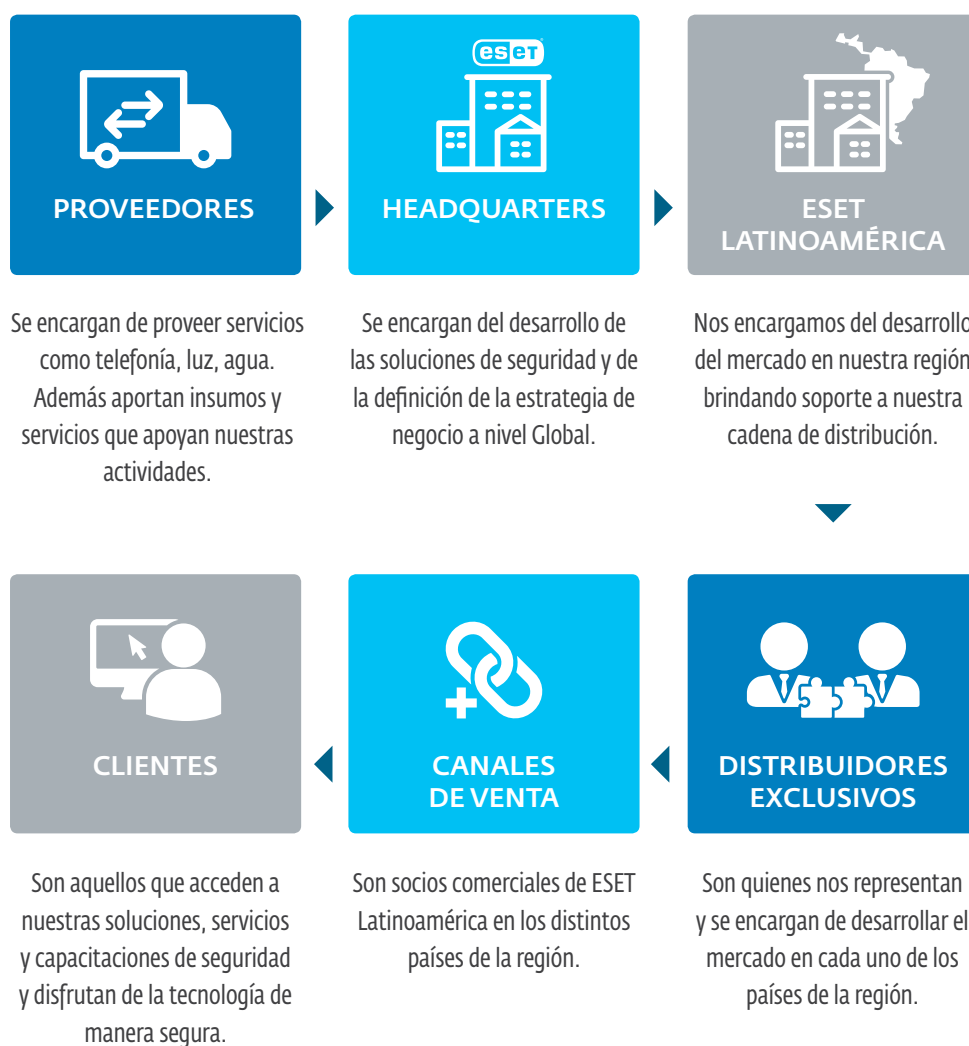 eseT
PROVEEDORES
Se encargan de proveer servicios
como telefonía, luz, agua.
Además aportan insumos y
servicios que apoyan nuestras
actividades.
HEADQUARTERS
Se encargan del desarrollo de
las soluciones de seguridad y de
la definición de la estrategia de
negocio a nivel Global.
ESET
LATINOAMÉRICA
Nos encargamos del desarrollo
del mercado en nuestra región
brindando soporte a nuestra
cadena de distribución.
DISTRIBUIDORES
EXCLUSIVOS
Son quienes nos representan
y se encargan de desarrollar el
mercado en cada uno de los
países de la región.
CANALES
DE VENTA
Son socios comerciales de ESET
Latinoamérica en los distintos
países de la región.
CLIENTES
Son aquellos que acceden a
nuestras soluciones, servicios
y capacitaciones de seguridad
y disfrutan de la tecnología de
manera segura.